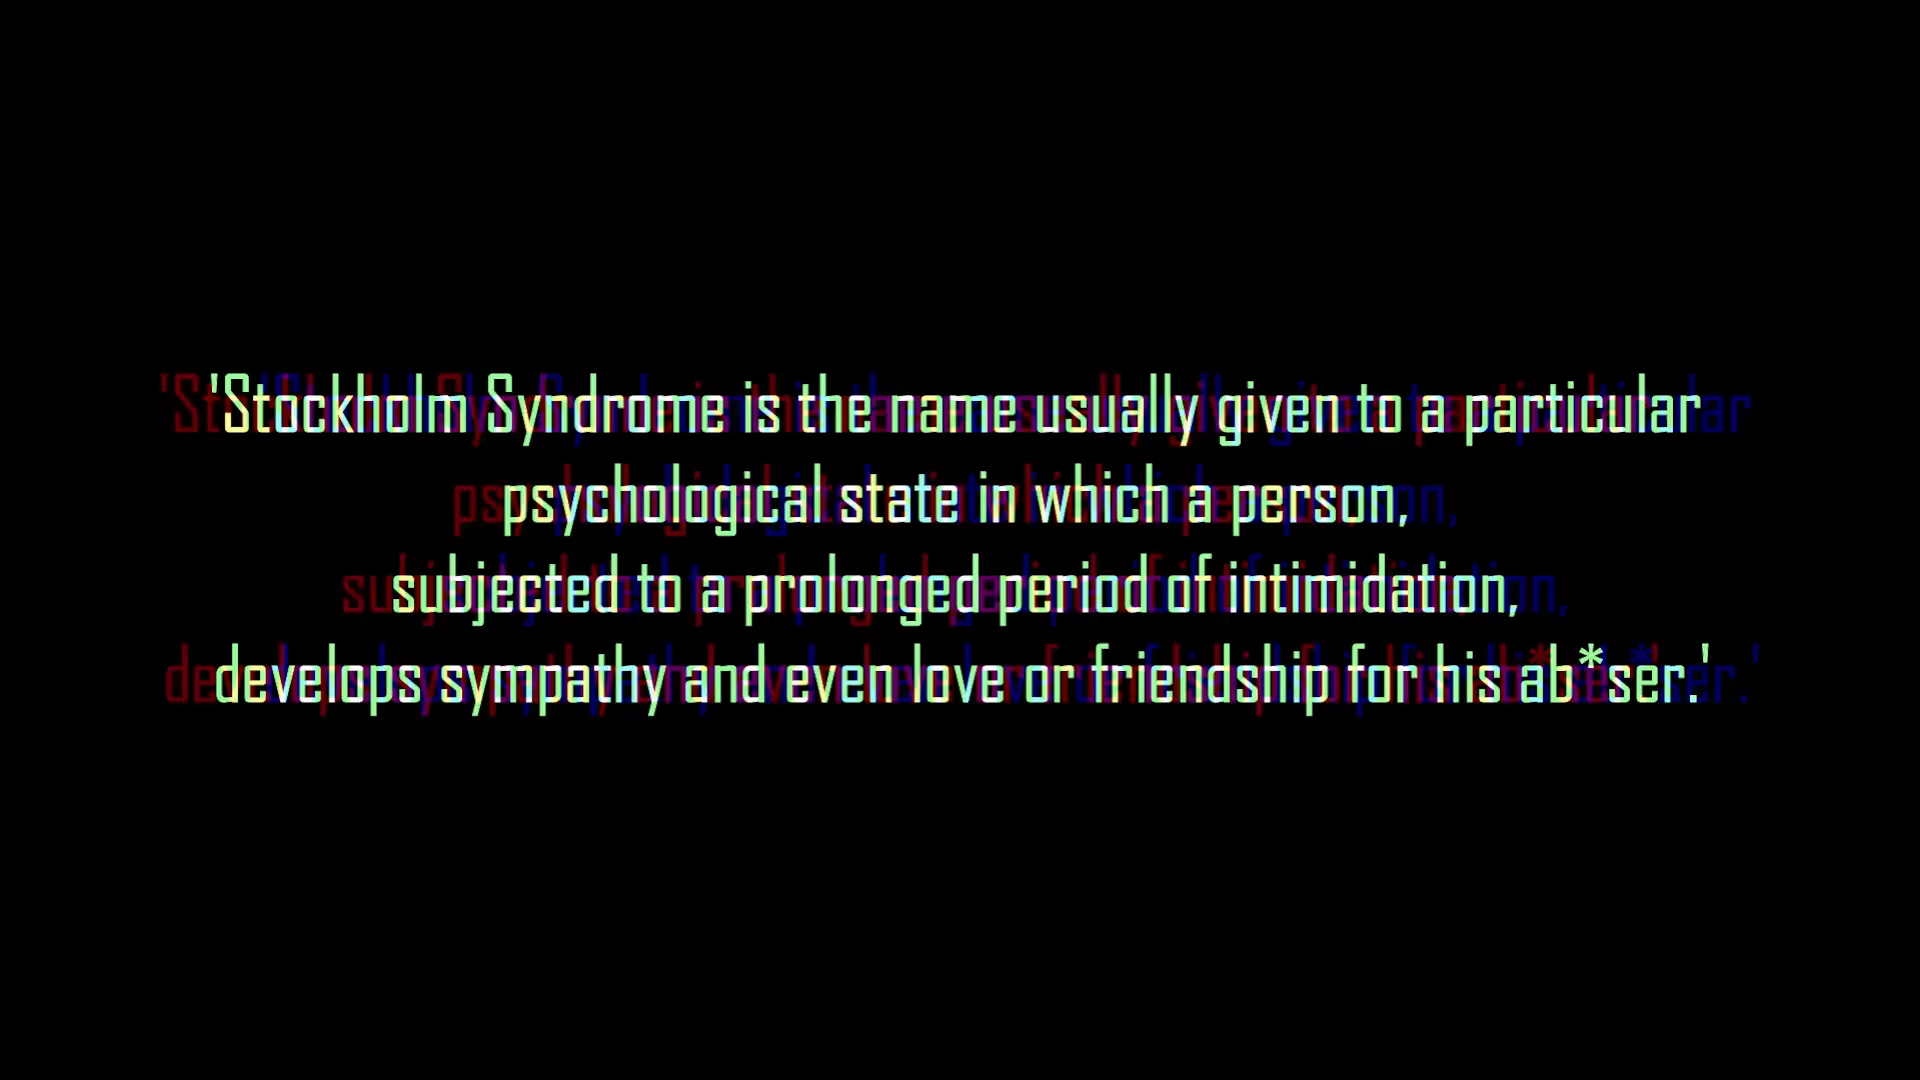 'Stockholm Syndrome is the name usually given to a particular
psychological state in which a person,
subjected to a prolonged period of intimidation,
develops sympathy and even love or friendship for his ab*ser.'